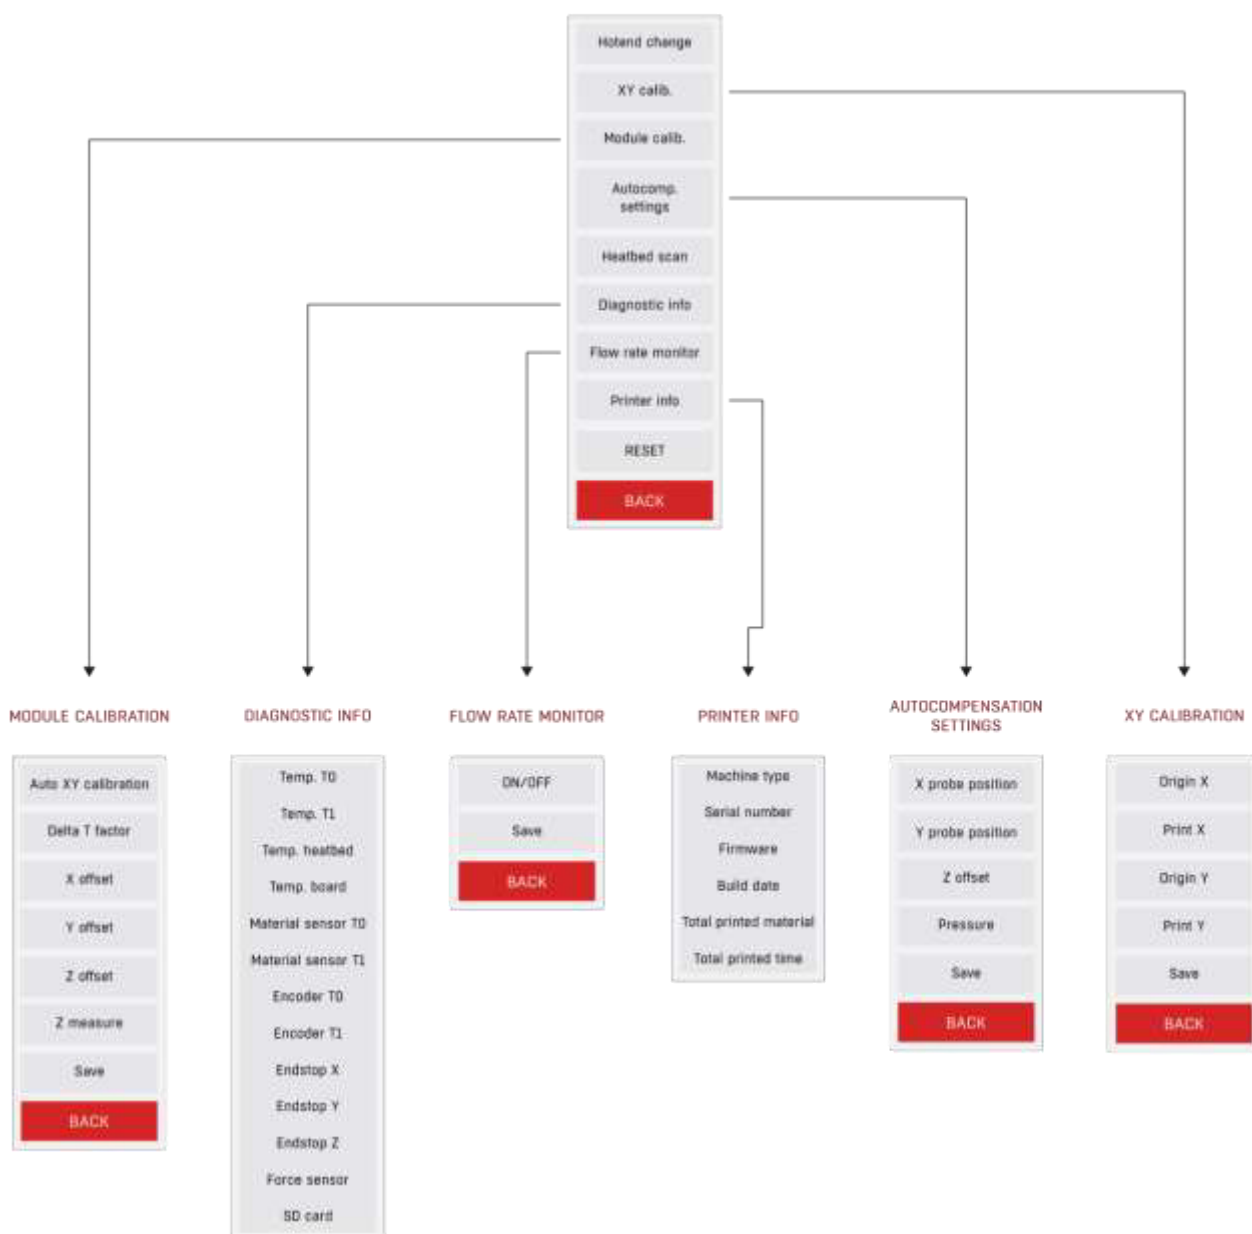 Hotend change
XY calib.
Module calib.
Autocomp.
settings
Heatbed scan
Diagnostic info
Flow rate monitor
Printer info
RESET
BACK
MODULE CALIBRATION
Auto XY calibration
Delta T factor
X offset
Y offset
Z offset
Z measure
Save
BACK
DIAGNOSTIC INFO
Temp. T0
Temp. T1
Temp. heatbed
Temp. board
Material sensor T0
Material sensor T1
Encoder T0
Encoder T1
Endstop X
Endstop Y
Endstop Z
Force sensor
SD card
FLOW RATE MONITOR
ON/OFF
Save
BACK
PRINTER INFO
Machine type
Serial number
Firmware
Build date
Total printed material
Total printed time
AUTOCOMPENSATION
SETTINGS
X probe position
Y probe position
Z offset
Pressure
Save
BACK
XY CALIBRATION
Origin X
Print X
Origin Y
Print Y
Save
BACK